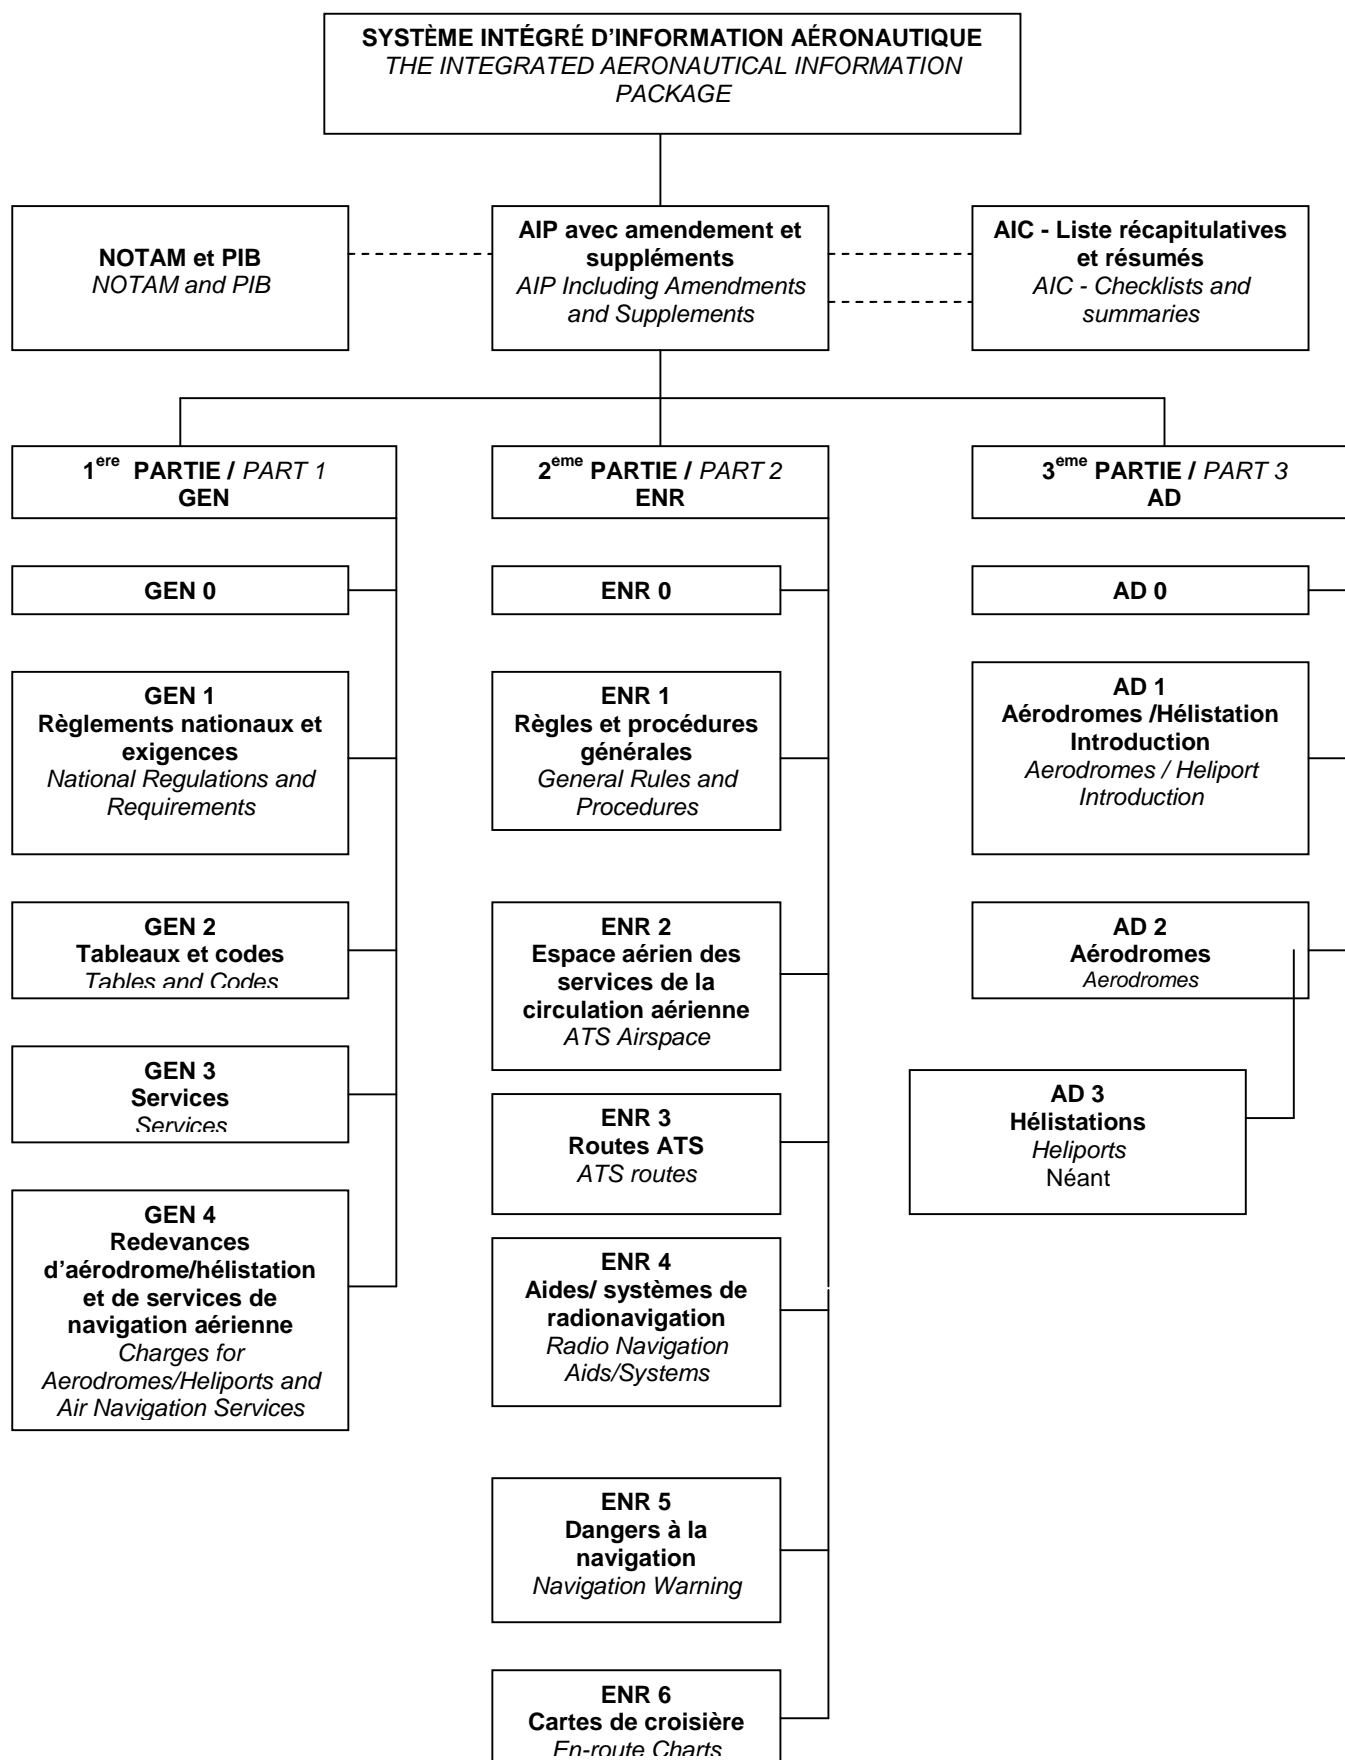 SYSTÈME INTÉGRÉ D'INFORMATION AÉRONAUTIQUE
THE INTEGRATED AERONAUTICAL INFORMATION
PACKAGE
NOTAM et PIB
NOTAM and PIB
AIP avec amendement et
suppléments
AIP Including Amendments
and Supplements
AIC - Liste récapitulatives
et résumés
AIC - Checklists and
summaries
1ere PARTIE / PART 1
GEN
2eme PARTIE / PART 2
ENR
3eme PARTIE / PART 3
AD
GEN 0
GEN 1
Règlements nationaux et
exigences
National Regulations and
Requirements
GEN 2
Tableaux et codes
Tables and Codes
GEN 3
Services
Services
GEN 4
Redevances
d'aérodrome/hélistation
et de services de
navigation aérienne
Charges for
Aerodromes/Heliports and
Air Navigation Services
ENR 0
ENR 1
Règles et procédures
générales
General Rules and
Procedures
ENR 2
Espace aérien des
services de la
circulation aérienne
ATS Airspace
ENR 3
Routes ATS
ATS routes
ENR 4
Aides/ systèmes de
radionavigation
Radio Navigation
Aids/Systems
ENR 5
Dangers à la
navigation
Navigation Warning
ENR 6
Cartes de croisière
En-route Charts
AD 0
AD 1
Aérodromes /Hélistation
Introduction
Aerodromes / Heliport
Introduction
AD 2
Aérodromes
Aerodromes
AD 3
Hélistations
Heliports
Néant